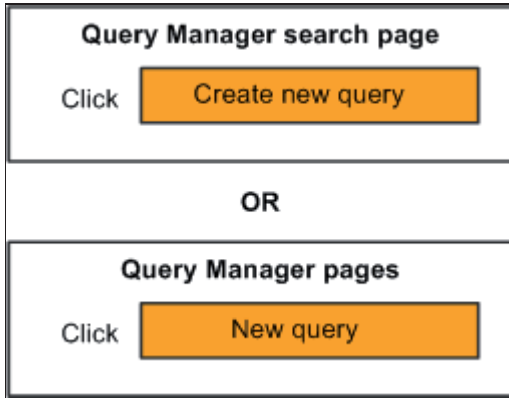 Query Manager search page
Click Create new query
OR
Query Manager pages
Click New query